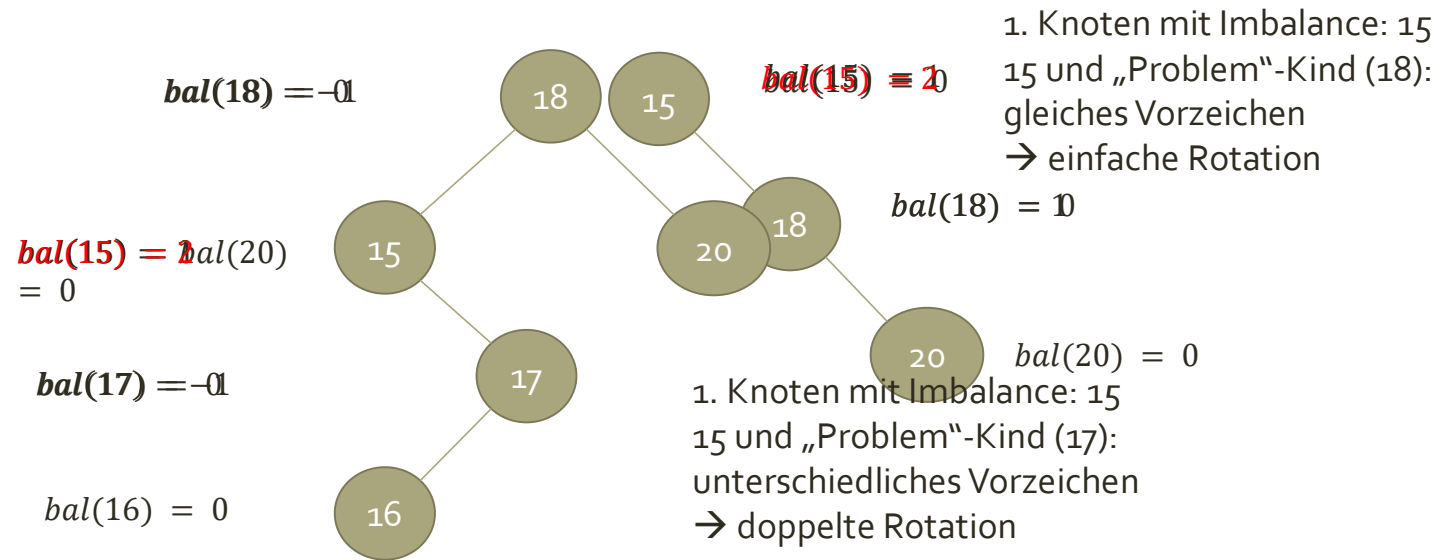 1. Knoten mit Imbalance: 15
15 und „Problem“-Kind (18):
gleiches Vorzeichen
→ einfache Rotation
bal(18) =
18
15
bal(15) =
bal(18) =
15
20
18
bal(15) =
bal(20)
= 0
17
20
bal(20) = 0
bal(17) =
1. Knoten mit Imbalance: 15
15 und „Problem“-Kind (17):
unterschiedliches Vorzeichen
→ doppelte Rotation
bal(16) = 0
16